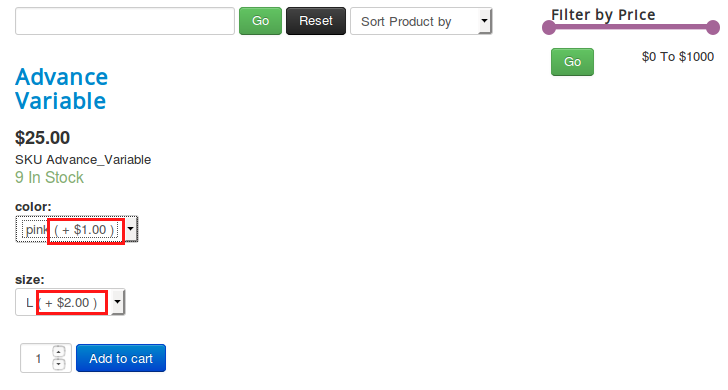 Go Reset Sort Product by
FIlter by PrIce
Go $0 To $1000
Advance
Variable
$25.00
SKU Advance_Variable
9 In Stock
color:
pink ( + $1.00 )
size:
L ( + $2.00 )
1 Add to cart